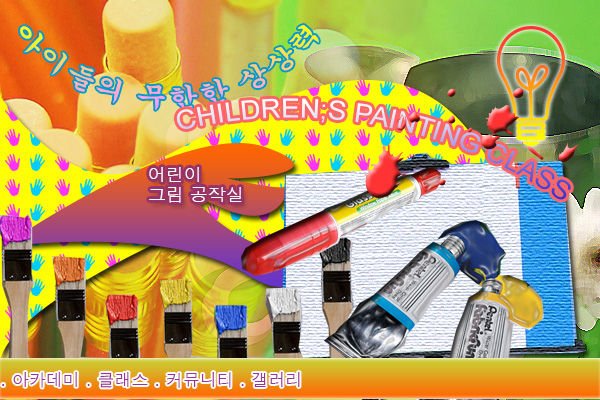 아이들의 무한한 상상력
CHILDREN;S PAINTING CLASS
어린이
그림 공작실
. 아카데미 . 클래스 . 커뮤니티 . 갤러리